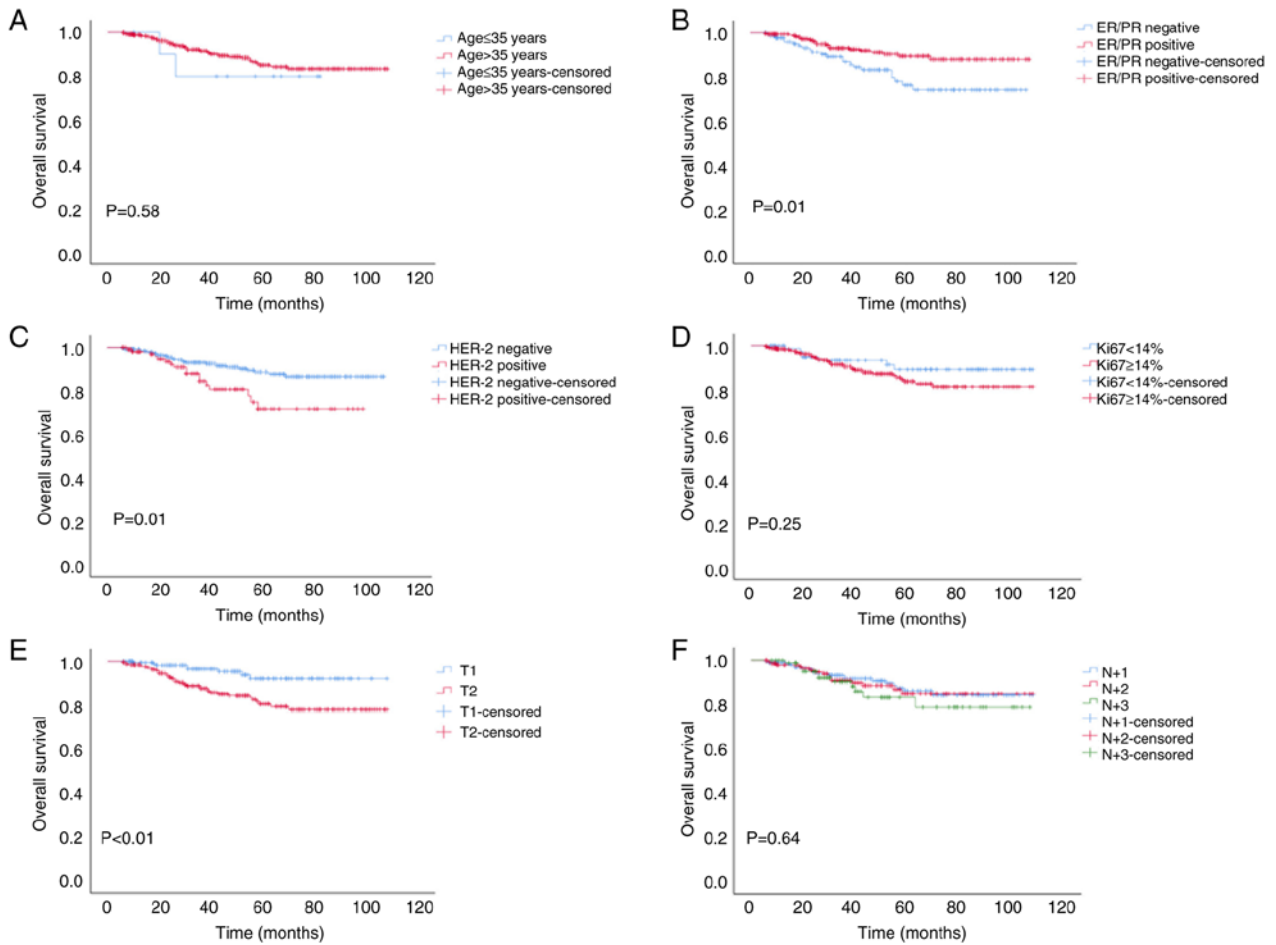 A
Overall survival
1.0
0.8
0.6
0.4
0.2
0.0
P=0.58
0 20 40 60 80 100 120
Time (months)
Age≤35 years
Age>35 years
Age≤35 years-censored
Age>35 years-censored
B
Overall survival
1.0
0.8
0.6
0.4
0.2
0.0
P=0.01
0 20 40 60 80 100 120
Time (months)
ER/PR negative
ER/PR positive
ER/PR negative-censored
ER/PR positive-censored
C
Overall survival
1.0
0.8
0.6
0.4
0.2
0.0
P=0.01
0 20 40 60 80 100 120
Time (months)
HER-2 negative
HER-2 positive
HER-2 negative-censored
HER-2 positive-censored
D
Overall survival
1.0
0.8
0.6
0.4
0.2
0.0
P=0.25
0 20 40 60 80 100 120
Time (months)
Ki67<14%
Ki67≥14%
Ki67<14%-censored
Ki67≥14%-censored
E
Overall survival
1.0
0.8
0.6
0.4
0.2
0.0
P<0.01
0 20 40 60 80 100 120
Time (months)
T1
T2
T1-censored
T2-censored
F
Overall survival
1.0
0.8
0.6
0.4
0.2
0.0
P=0.64
0 20 40 60 80 100 120
Time (months)
N+1
N+2
N+3
N+1-censored
N+2-censored
N+3-censored